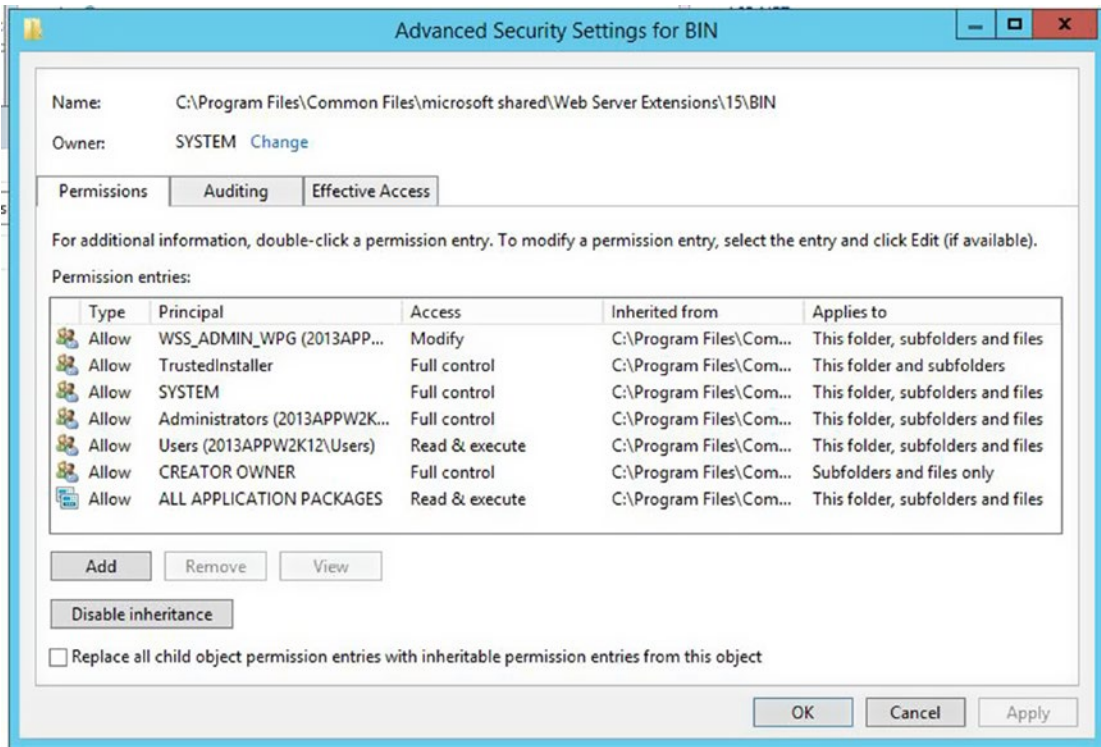 Advanced Security Settings for BIN
Name: C:\Program Files\Common Files\microsoft shared\Web Server Extensions\15\BIN
Owner: SYSTEM Change
Permissions Auditing Effective Access
For additional information, double-click a permission entry. To modify a permission entry, select the entry and click Edit (if available).
Permission entries:
Type Principal Access Inherited from Applies to
Allow WSS_ADMIN_WPG (2013APP... Modify C:\Program Files\Com... This folder, subfolders and files
Allow TrustedInstaller Full control C:\Program Files\Com... This folder and subfolders
Allow SYSTEM Full control C:\Program Files\Com... This folder, subfolders and files
Allow Administrators (2013APPW2K... Full control C:\Program Files\Com... This folder, subfolders and files
Allow Users (2013APPW2K12\Users) Read & execute C:\Program Files\Com... This folder, subfolders and files
Allow CREATOR OWNER Full control C:\Program Files\Com... Subfolders and files only
Allow ALL APPLICATION PACKAGES Read & execute C:\Program Files\Com... This folder, subfolders and files
Add Remove View
Disable inheritance
Replace all child object permission entries with inheritable permission entries from this object
OK Cancel Apply